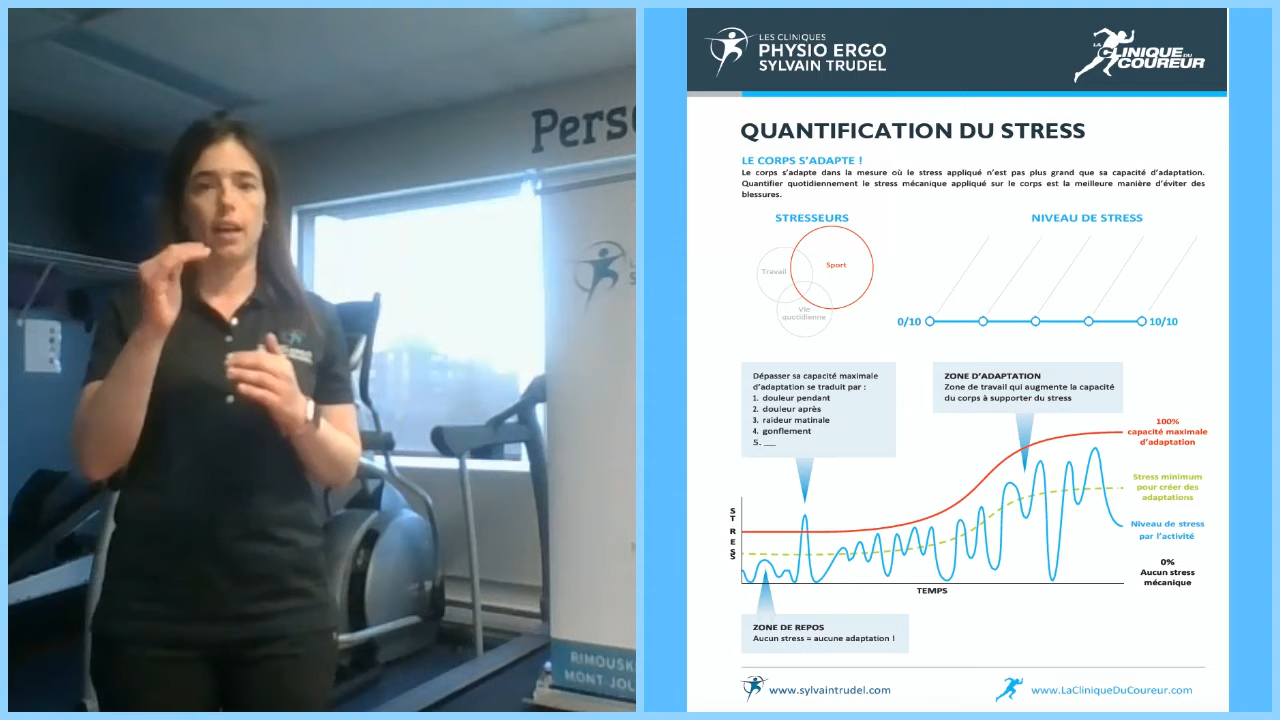 Perso
RIMOUSK
MONT-JOL
LES CLINIQUES
PHYSIO ERGO
SYLVAIN TRUDEL
LA
CLINIQUE DU
COUREUR
QUANTIFICATION DU STRESS
LE CORPS S'ADAPTE !
Le corps s'adapte dans la mesure où le stress appliqué n'est pas plus grand que sa capacité d'adaptation.
Quantifier quotidiennement le stress mécanique appliqué sur le corps est la meilleure manière d'éviter des
blessures.
STRESSEURS
Travail
Sport
Vie
quotidienne
NIVEAU DE STRESS
0/10
10/10
Dépasser sa capacité maximale
d'adaptation se traduit par :
1. douleur pendant
2. douleur après
3. raideur matinale
4. gonflement
5. __
ZONE D'ADAPTATION
Zone de travail qui augmente la capacité
du corps à supporter du stress
100%
capacité maximale
d'adaptation
Stress minimum
pour créer des
adaptations
Niveau de stress
par l'activité
0%
Aucun stress
mécanique
STRESS
TEMPS
ZONE DE REPOS
Aucun stress = aucune adaptation !
www.sylvaintrudel.com
www.LaCliniqueDuCoureur.com